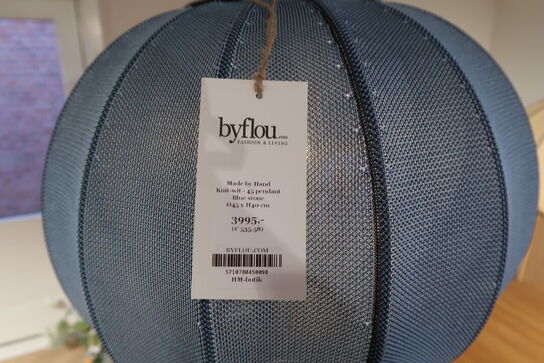 byflou.com
FASHION & LIVING
Made by Hand
Knit-wit - 45 pendant
Blue stone
Ø45 x H40 cm
3995,-
(€ 535.58)
BYFLOU.COM
5710780450098
HM-butik